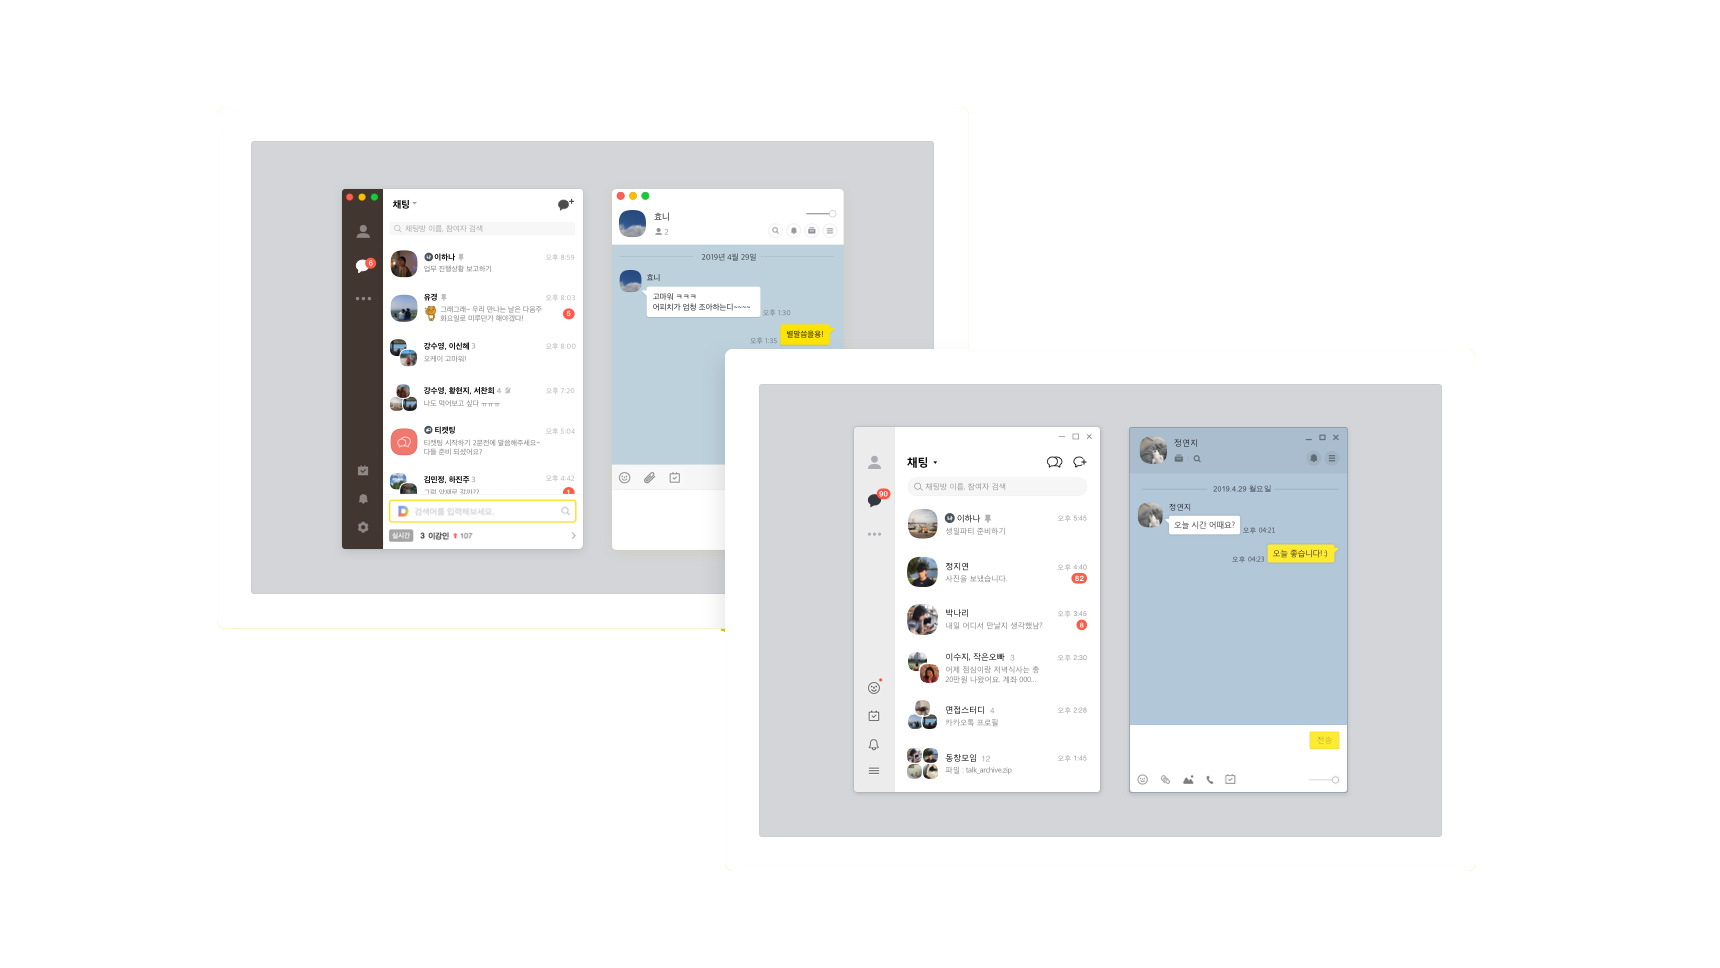 채팅
채팅방 이름, 참여자 검색
6
나 이하나
오후 8:59
업무 진행상황 보고하기
유경
오후 8:03
그래그래~ 우리 만나는 날은 다음주
화요일로 미루던가 해야겠다!
5
강수영, 이산혜 3
오후 8:00
오케이 고마워!
강수영, 황현지, 서찬희 4
오후 7:20
나도 먹어보고 싶다 ㅠㅠㅠ
티켓팅
오후 5:04
티켓팅 시작하기 2분전에 말씀해주세요~
다들 준비 되셨어요?
김민정, 하진주 3
오후 4:42
1
검색어를 입력해보세요.
실시간 3 이강인 107
효니
2
2019년 4월 29일
효니
고마워 ㅋㅋㅋ
어피치가 엄청 조아하는디~~~~
오후 1:30
오후 1:35
별말씀을용!
채팅
90
채팅방 이름, 참여자 검색
나 이하나
오후 5:45
생일파티 준비하기
정지연
오후 4:40
사진을 보냈습니다.
82
박나리
오후 3:45
내일 어디서 만날지 생각했남?
8
이수지, 작은오빠 3
오후 2:30
어제 점심이랑 저녁식사는 총
20만원 나왔어요. 계좌 000...
면접스터디 4
오후 2:28
카카오톡 프로필
동창모임 12
오후 1:45
파일 : talk_archive.zip
정연지
2019.4.29 월요일
정연지
오늘 시간 어때요?
오후 04:21
오후 04:23
오늘 좋습니다! :)
전송